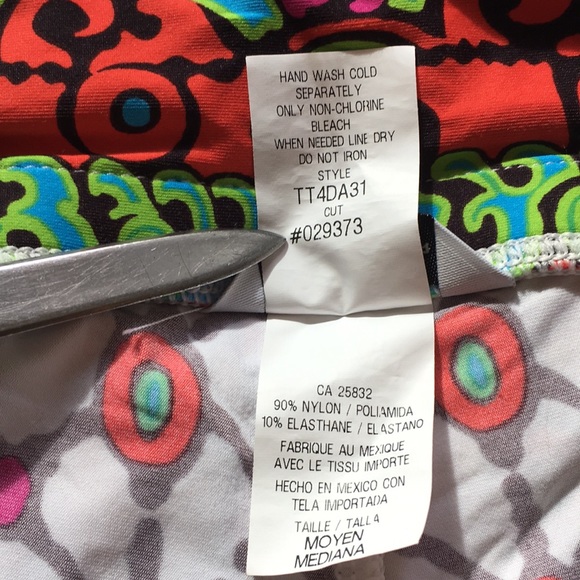 HAND WASH COLD
SEPARATELY
ONLY NON-CHLORINE
BLEACH
WHEN NEEDED LINE DRY
DO NOT IRON
STYLE
TT4DA31
CUT
#029373
CA 25832
90% NYLON / POLIAMIDA
10% ELASTHANE / ELASTANO
FABRIQUE AU MEXIQUE
AVEC LE TISSU IMPORTE
HECHO EN MEXICO CON
TELA IMPORTADA
TAILLE / TALLA
MOYEN
MEDIANA